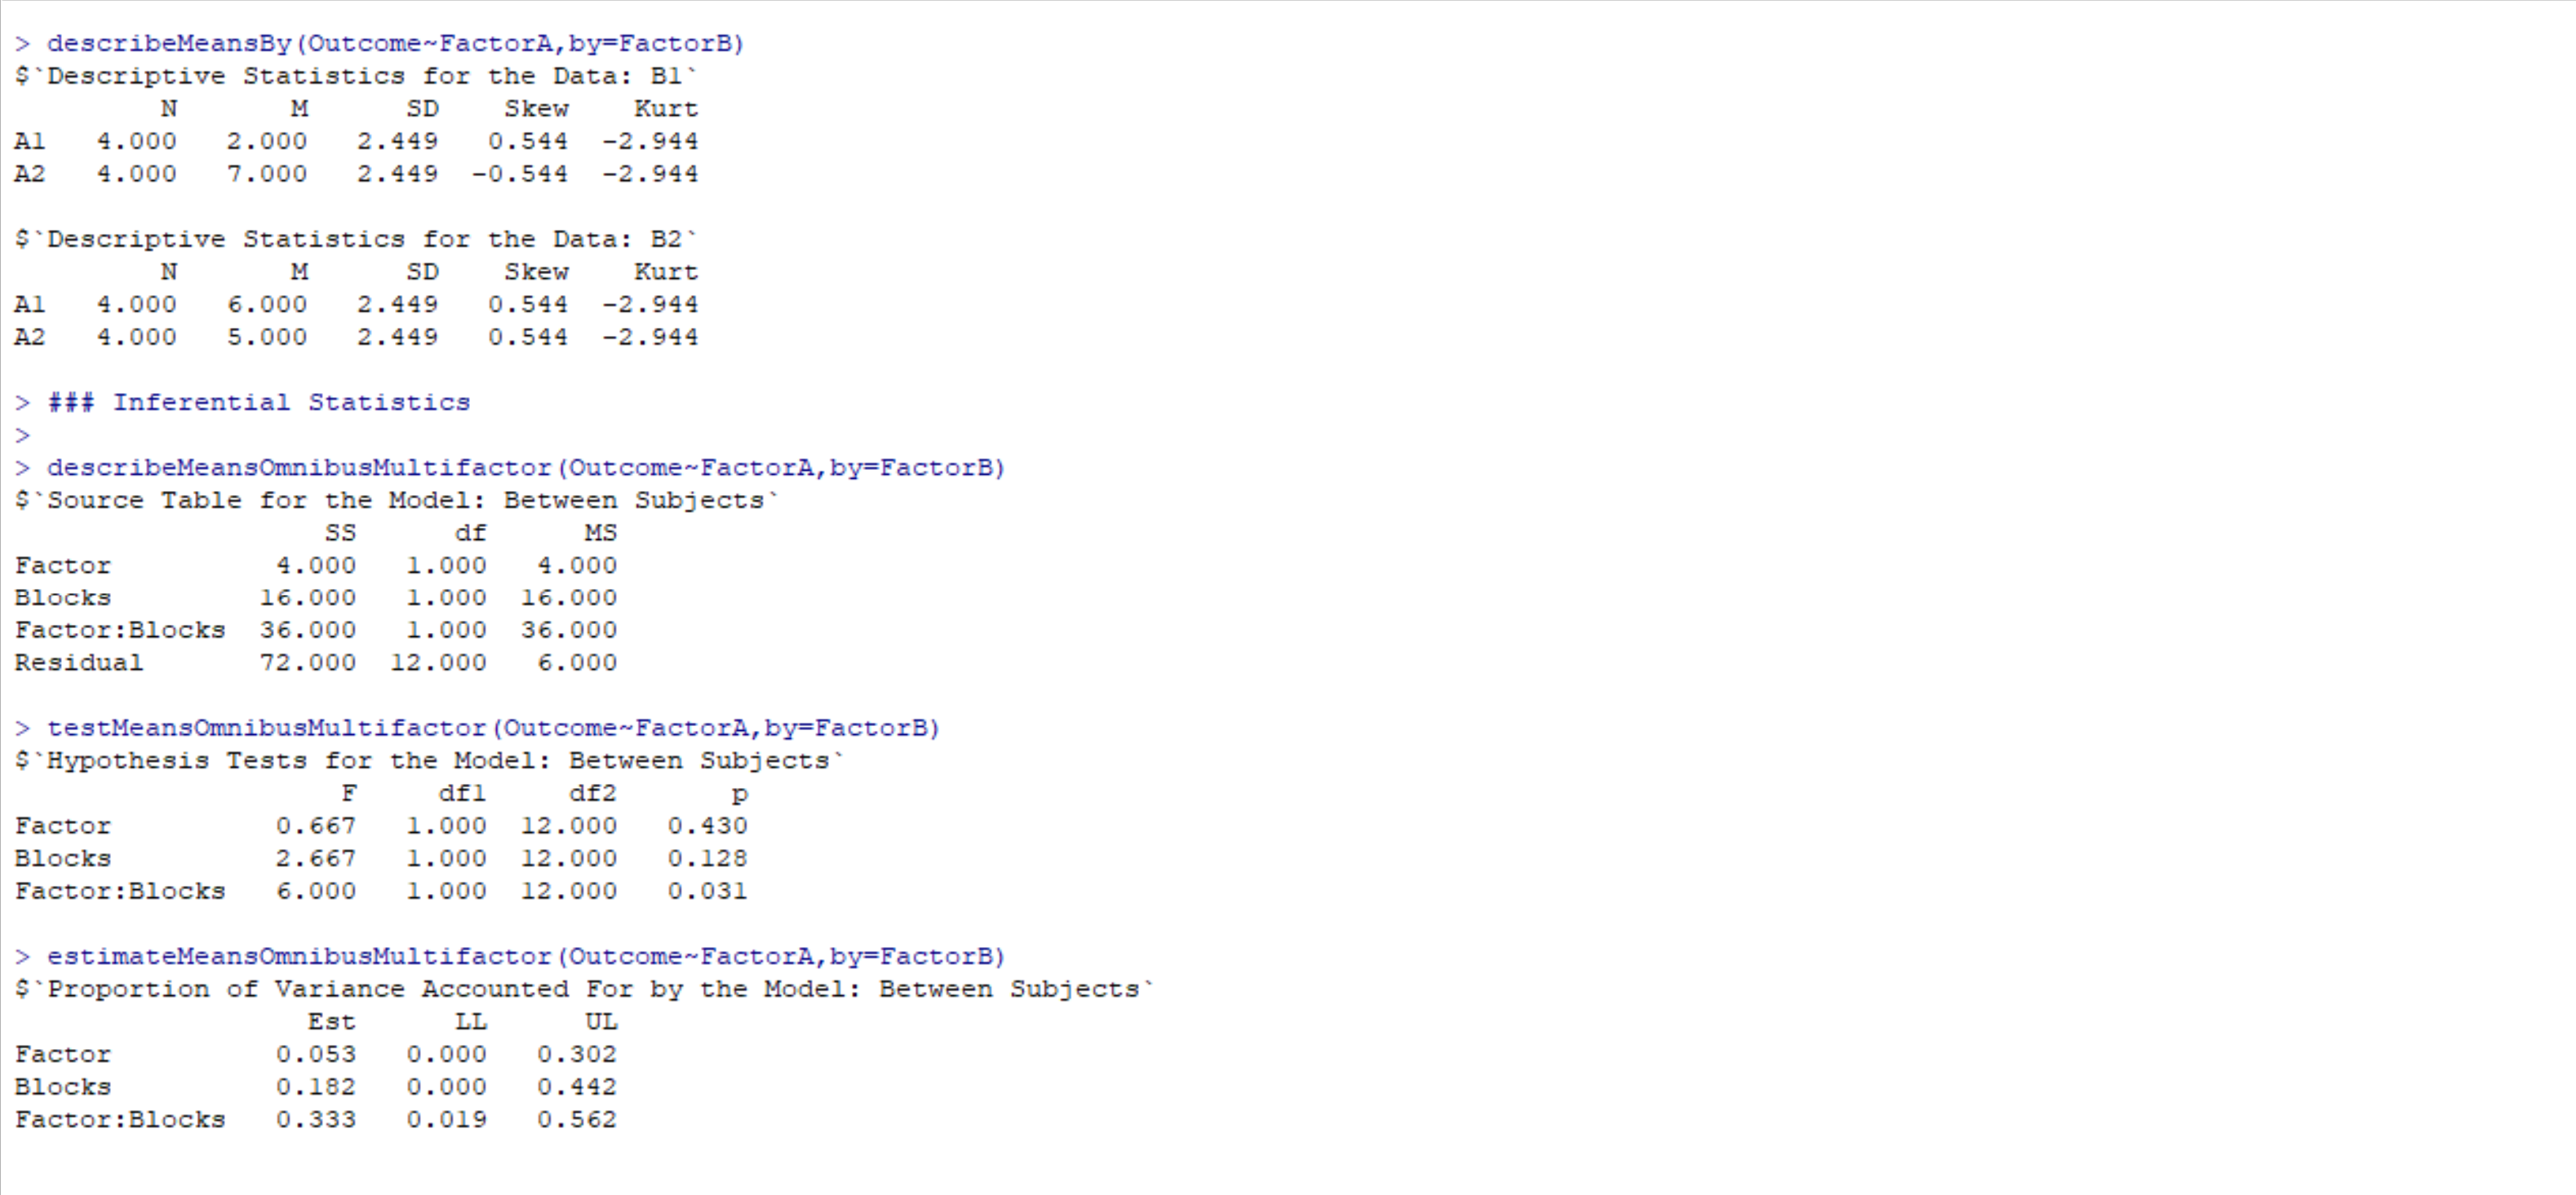 > describeMeansBy(Outcome~FactorA,by=FactorB)
$`Descriptive Statistics for the Data: B1`
         N       M      SD    Skew    Kurt
A1   4.000   2.000   2.449   0.544  -2.944
A2   4.000   7.000   2.449  -0.544  -2.944
$`Descriptive Statistics for the Data: B2`
         N       M      SD    Skew    Kurt
A1   4.000   6.000   2.449   0.544  -2.944
A2   4.000   5.000   2.449   0.544  -2.944
> ### Inferential Statistics
>
> describeMeansOmnibusMultifactor(Outcome~FactorA,by=FactorB)
$`Source Table for the Model: Between Subjects`
                   SS      df      MS
Factor          4.000   1.000   4.000
Blocks         16.000   1.000  16.000
Factor:Blocks  36.000   1.000  36.000
Residual       72.000  12.000   6.000
> testMeansOmnibusMultifactor(Outcome~FactorA,by=FactorB)
$`Hypothesis Tests for the Model: Between Subjects`
                    F     df1     df2       p
Factor          0.667   1.000  12.000   0.430
Blocks          2.667   1.000  12.000   0.128
Factor:Blocks   6.000   1.000  12.000   0.031
> estimateMeansOmnibusMultifactor(Outcome~FactorA,by=FactorB)
$`Proportion of Variance Accounted For by the Model: Between Subjects`
                  Est      LL      UL
Factor          0.053   0.000   0.302
Blocks          0.182   0.000   0.442
Factor:Blocks   0.333   0.019   0.562